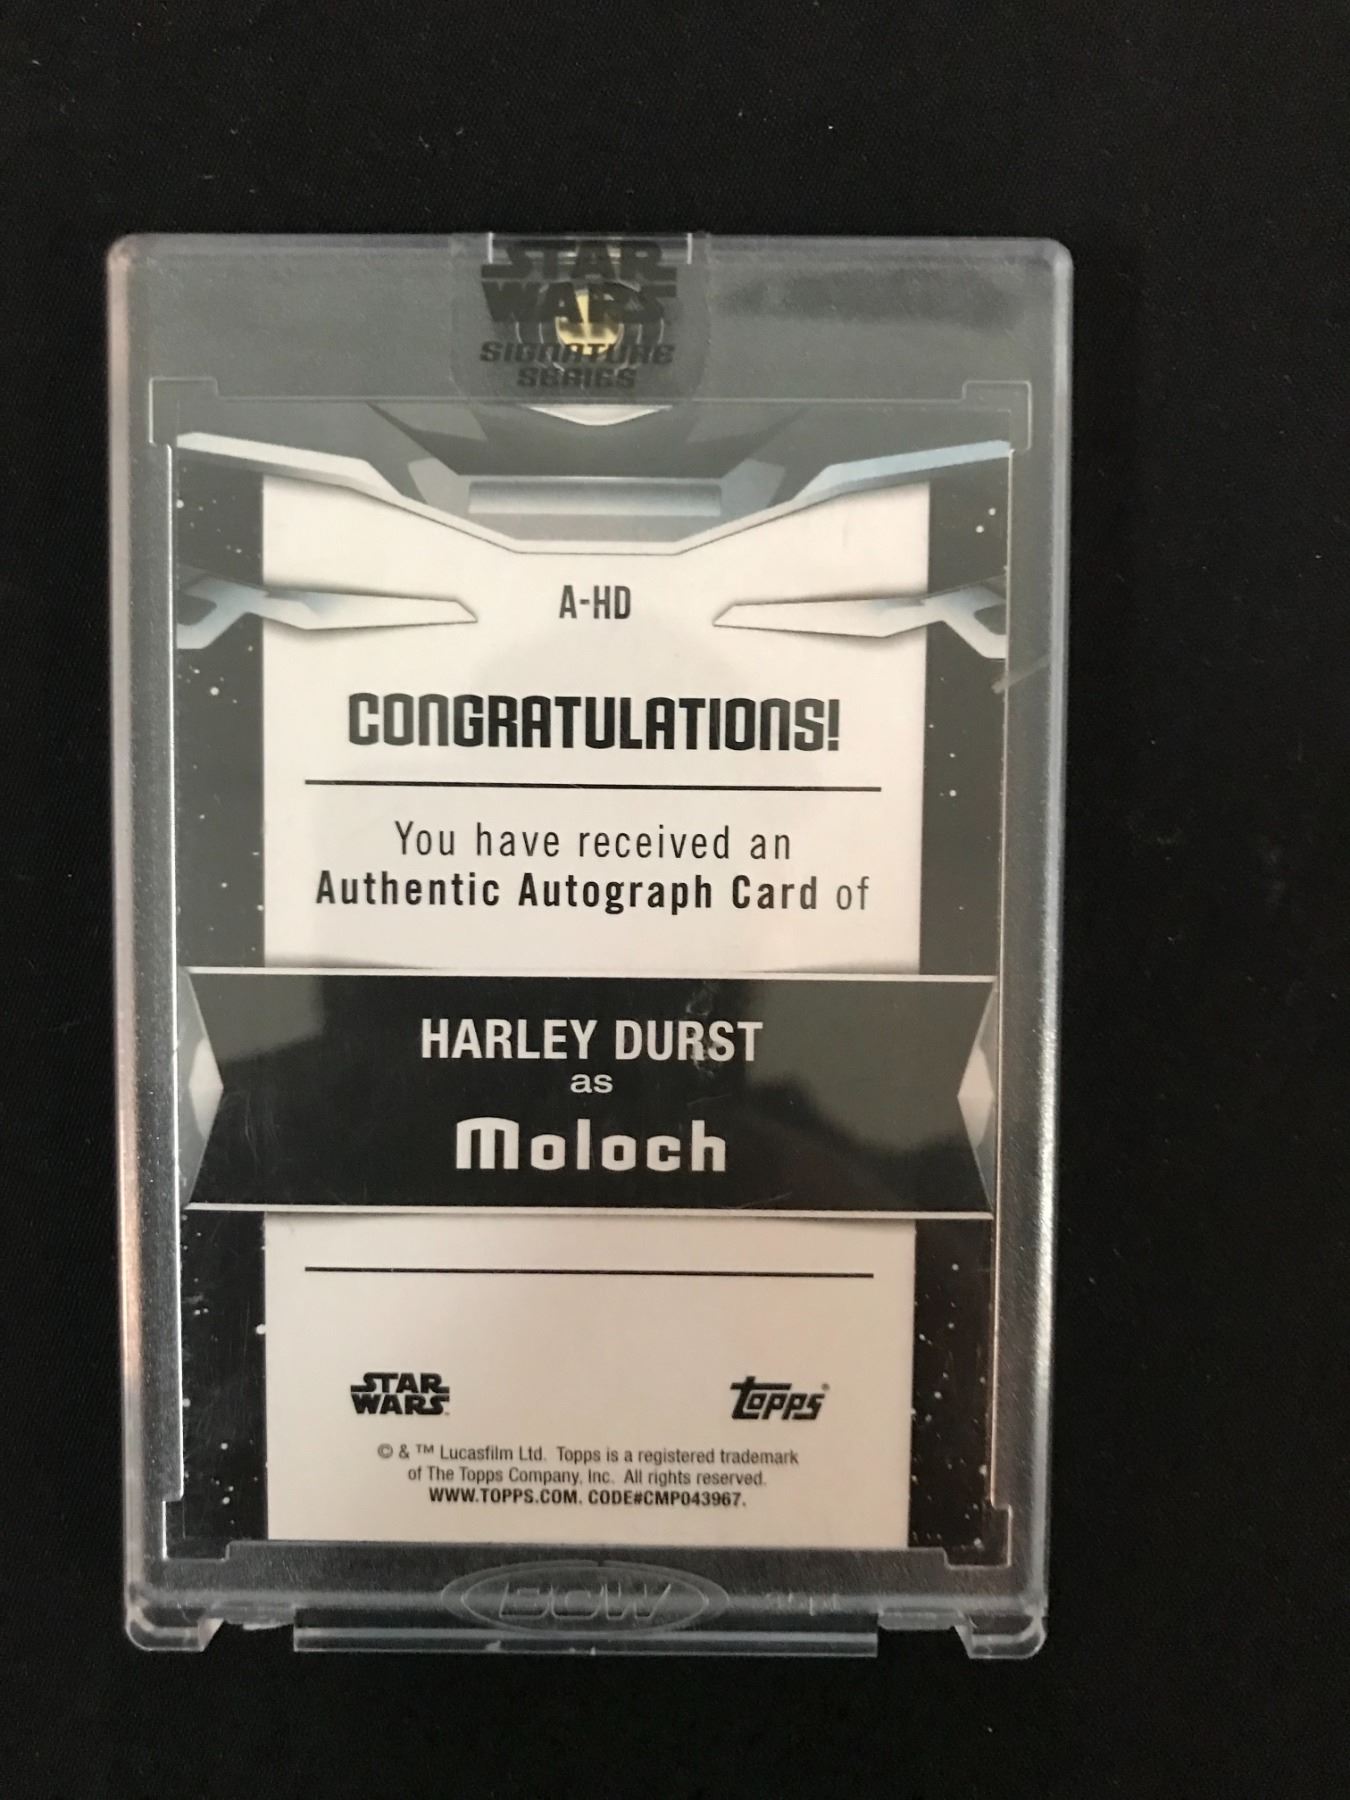 STAR
WARS
SIGNATURE
SERIES
A-HD
CONGRATULATIONS!
You have received an
Authentic Autograph Card of
HARLEY DURST
as
Moloch
STAR
WARS™
Topps®
© & ™ Lucasfilm Ltd. Topps is a registered trademark
of The Topps Company, Inc. All rights reserved.
WWW.TOPPS.COM. CODE#CMP043967.
BCW